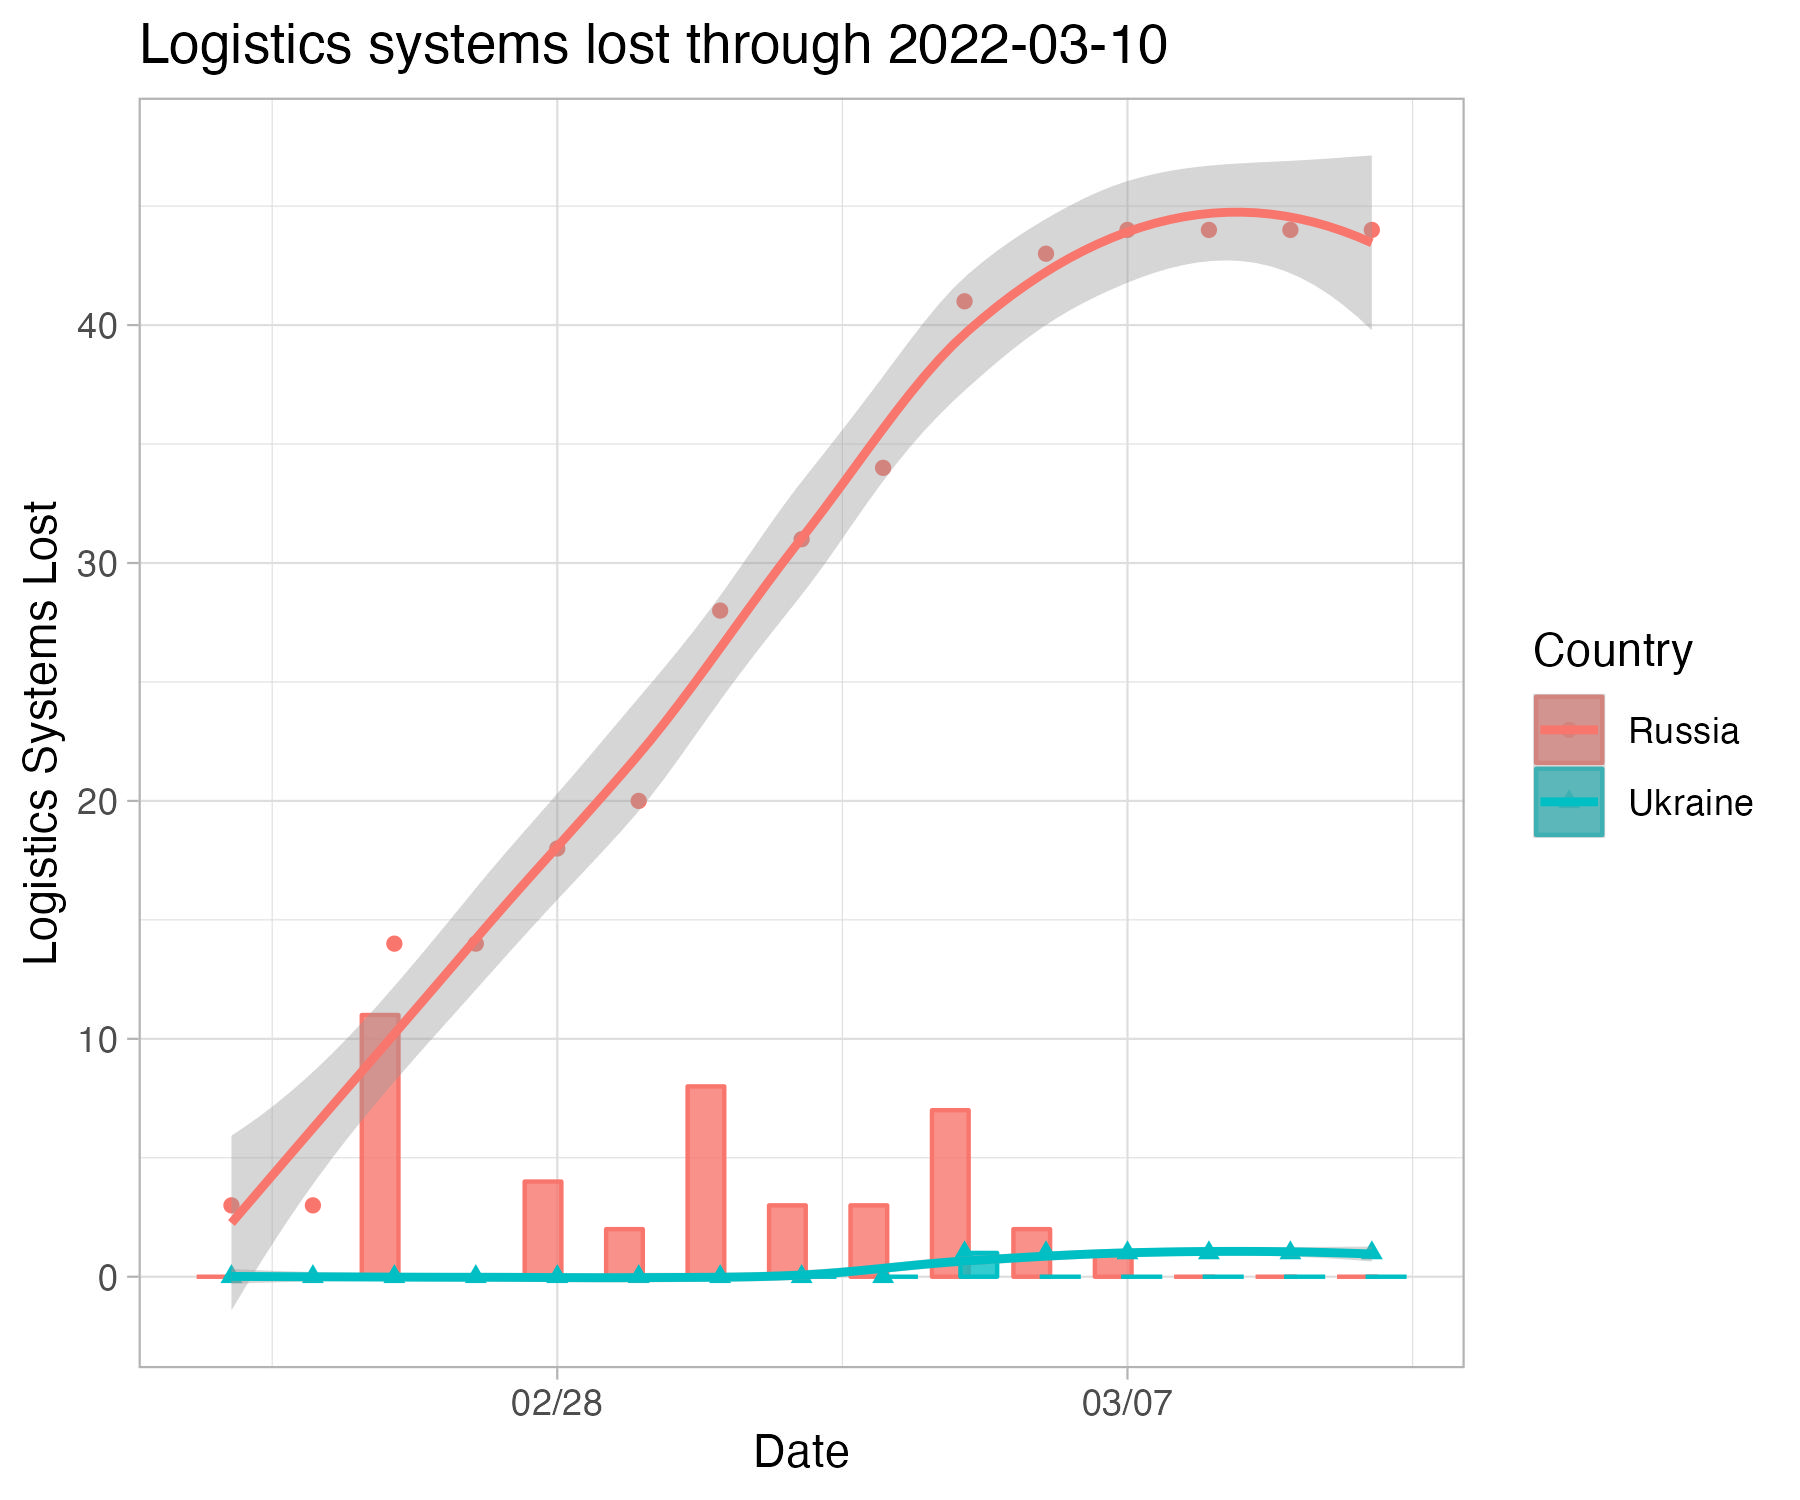 Logistics systems lost through 2022-03-10
Logistics Systems Lost
40
30
20
10
0
02/28
03/07
Date
Country
Russia
Ukraine